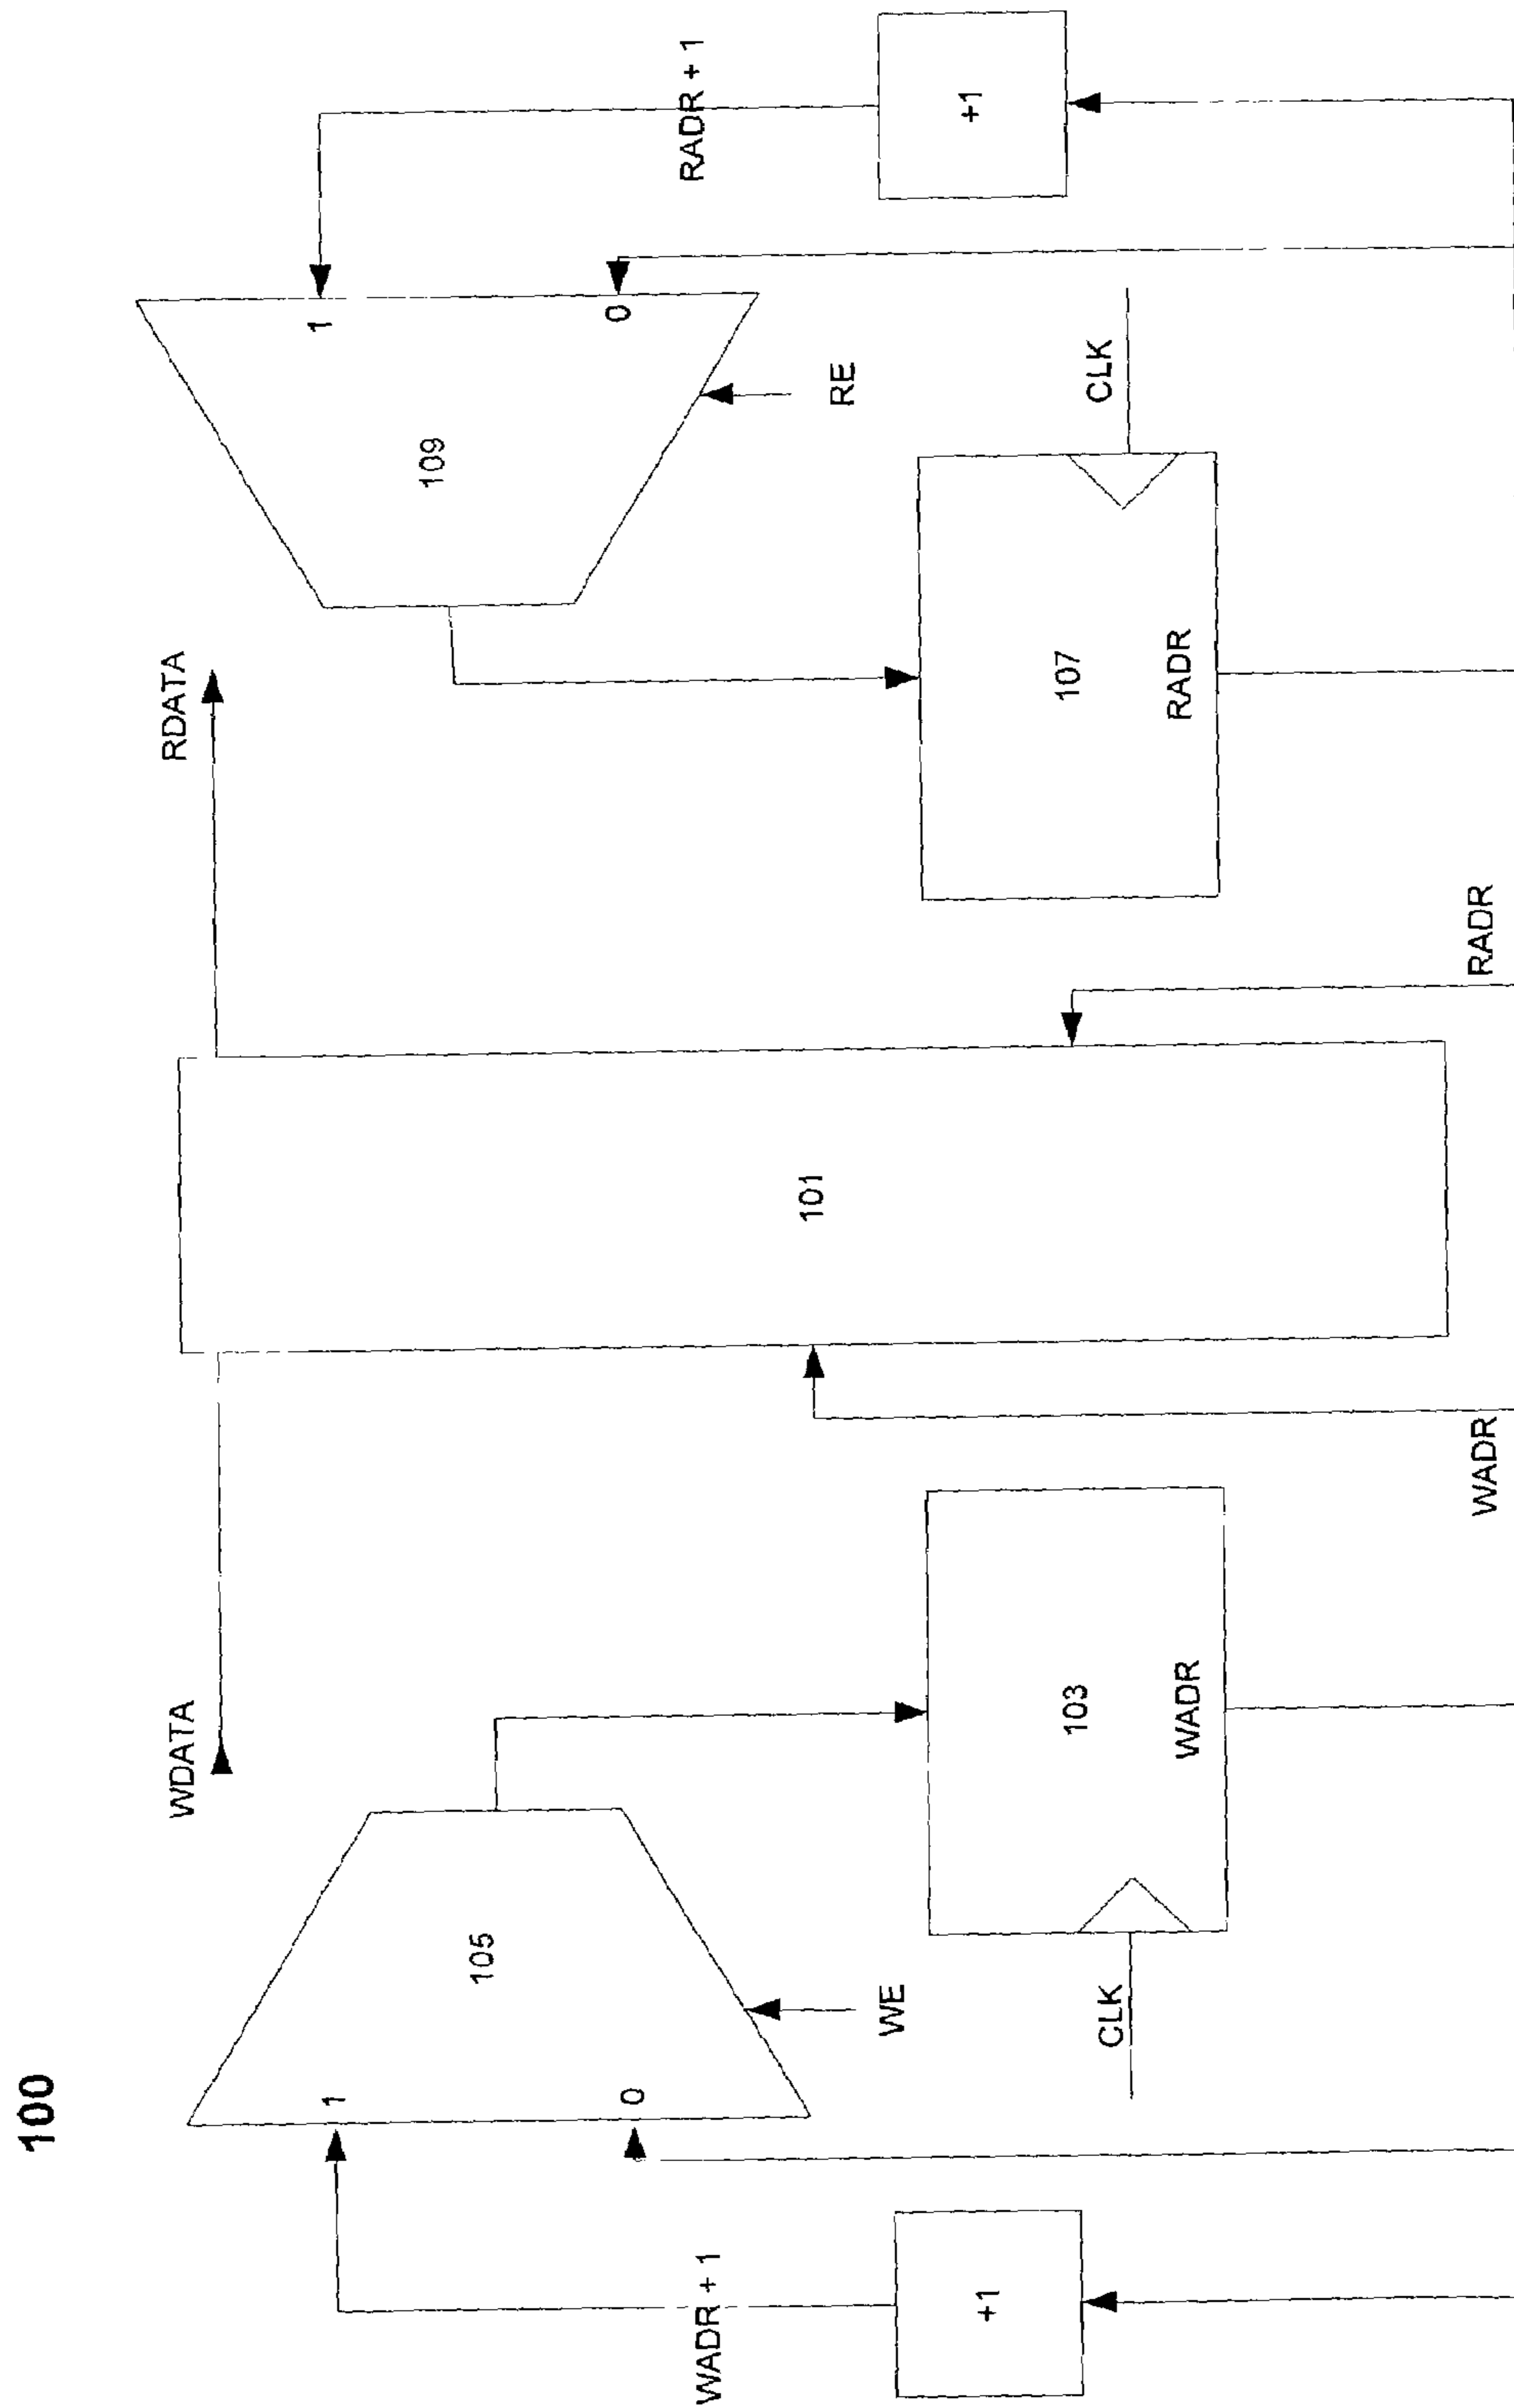 100
WDATA
RDATA
1
105
0
WE
WADR + 1
+1
CLK
103
WADR
WADR
101
RADR
1
109
0
RE
RADR + 1
+1
CLK
107
RADR